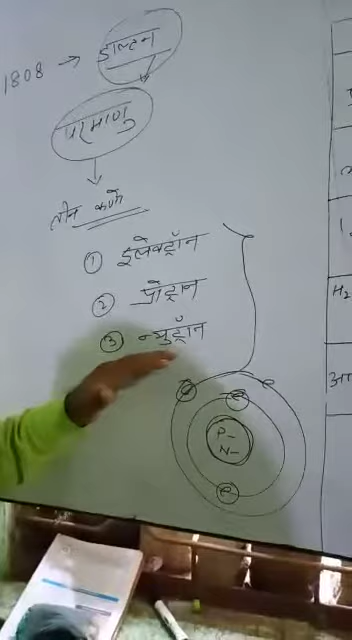 1808 → डाल्टन
परमाणु
तीन कणों
① इलेक्ट्रॉन
② प्रोट्रान
③ न्युट्रॉन
e
e
P-
N-
e
H2